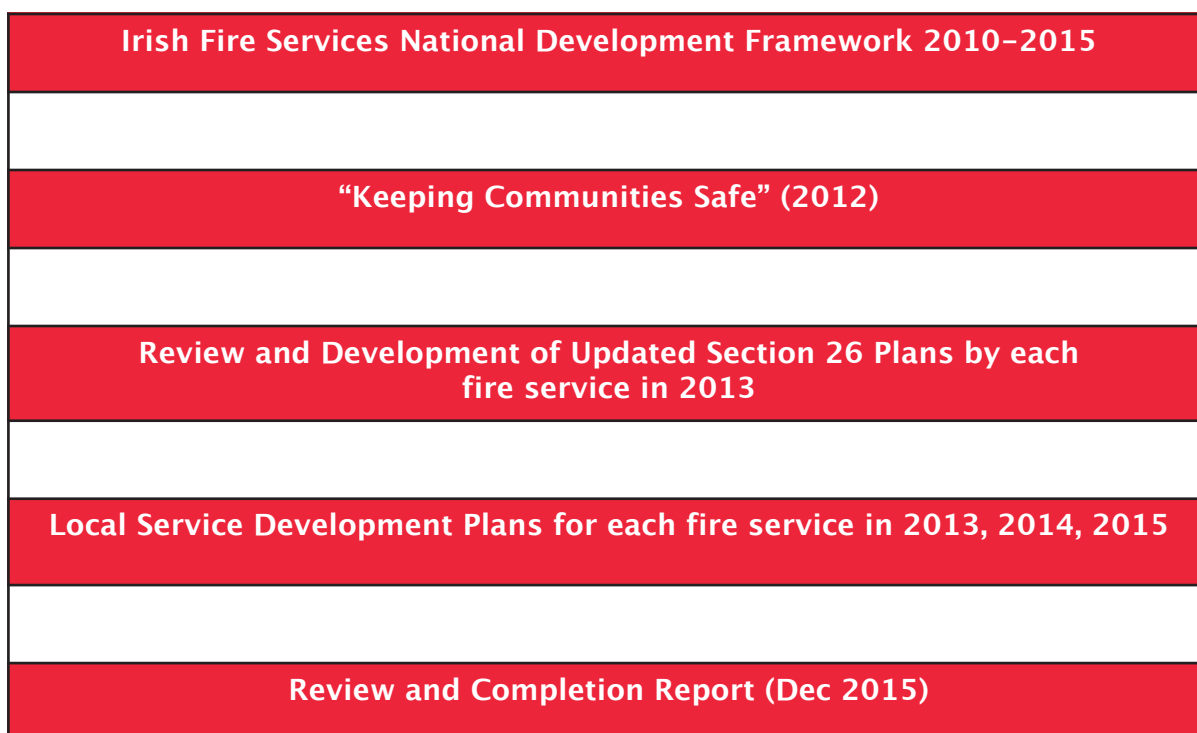 Irish Fire Services National Development Framework 2010-2015
“Keeping Communities Safe” (2012)
Review and Development of Updated Section 26 Plans by each
fire service in 2013
Local Service Development Plans for each fire service in 2013, 2014, 2015
Review and Completion Report (Dec 2015)